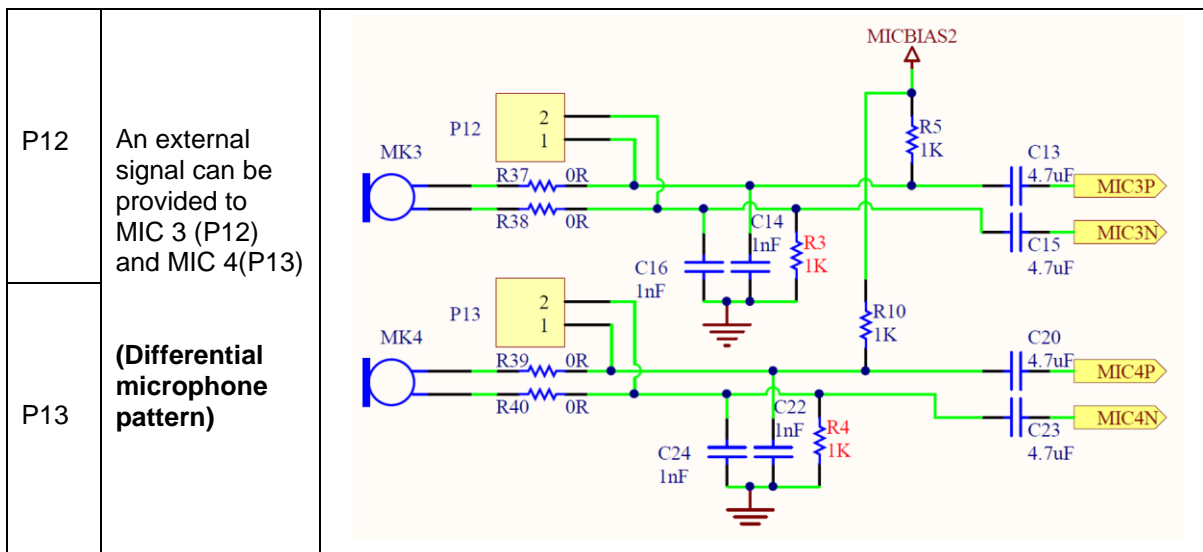 P12
An external
signal can be
provided to
MIC 3 (P12)
and MIC 4(P13)
P13
(Differential
microphone
pattern)
MICBIAS2
P12
2
1
R5
1K
MK3
R37
0R
R38
0R
C13
4.7uF
MIC3P
MIC3N
C15
4.7uF
C14
1nF
R3
1K
C16
1nF
P13
2
1
R10
1K
MK4
R39
0R
R40
0R
C20
4.7uF
MIC4P
MIC4N
C23
4.7uF
C22
1nF
R4
1K
C24
1nF